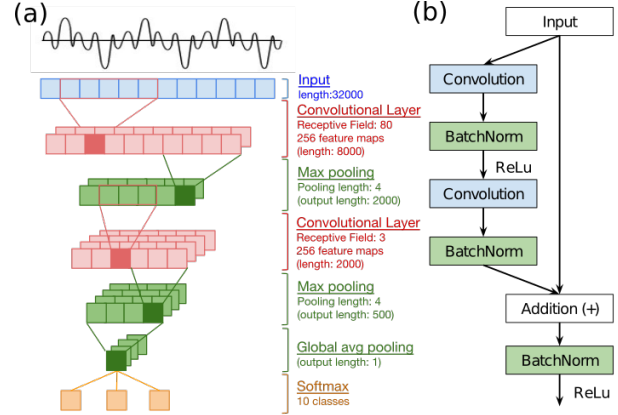 (a)
Input
length:32000
Convolutional Layer
Receptive Field: 80
256 feature maps
(length: 8000)
Max pooling
Pooling length: 4
(output length: 2000)
Convolutional Layer
Receptive Field: 3
256 feature maps
(length: 2000)
Max pooling
Pooling length: 4
(output length: 500)
Global avg pooling
(output length: 1)
Softmax
10 classes
(b)
Input
Convolution
BatchNorm
ReLu
Convolution
BatchNorm
Addition (+)
BatchNorm
ReLu